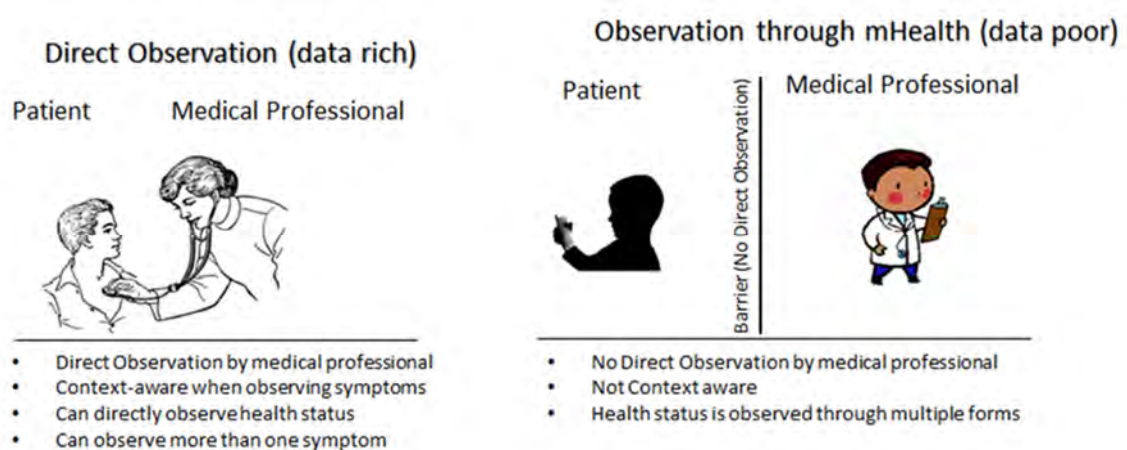 Direct Observation (data rich)
Patient
Medical Professional
• Direct Observation by medical professional
• Context-aware when observing symptoms
• Can directly observe health status
• Can observe more than one symptom
Observation through mHealth (data poor)
Patient
Barrier (No Direct Observation)
Medical Professional
• No Direct Observation by medical professional
• Not Context aware
• Health status is observed through multiple forms